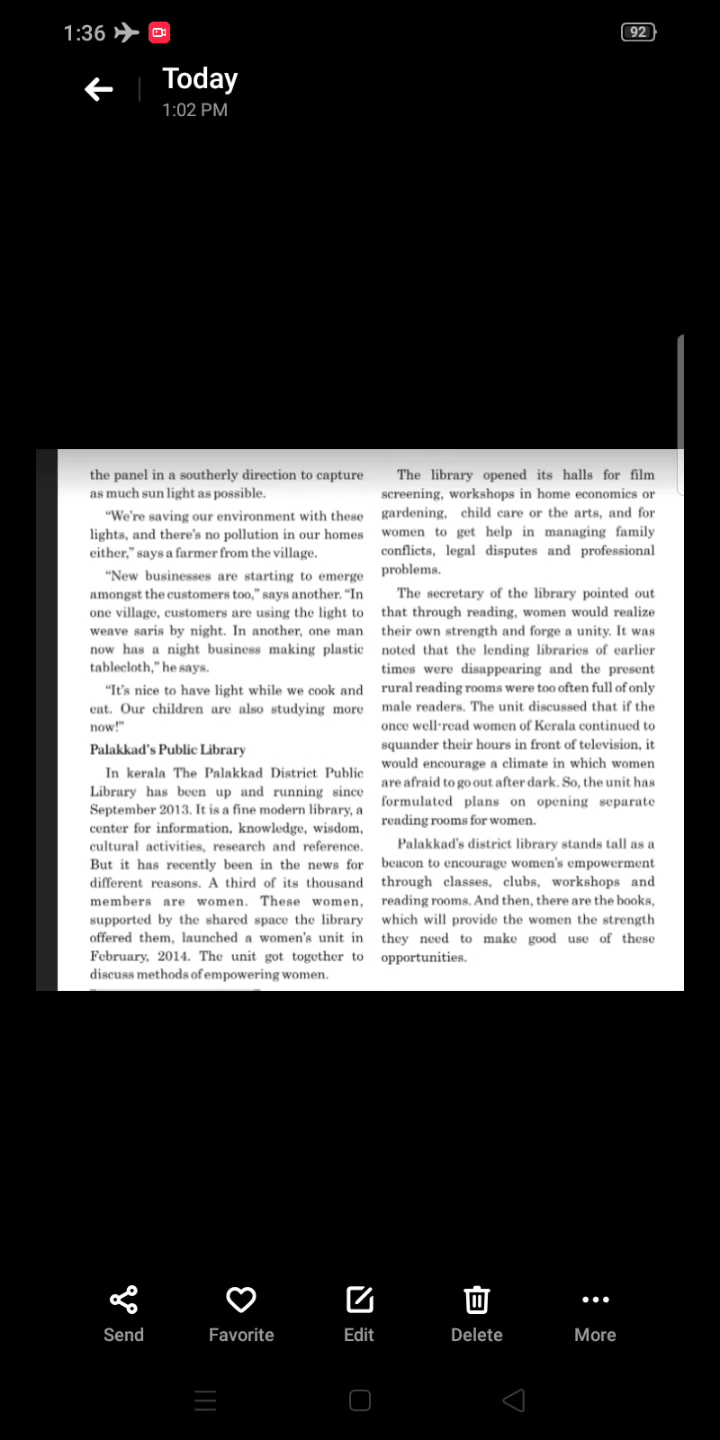 1:36
92
Today
1:02 PM
the panel in a southerly direction to capture
as much sun light as possible.
“We’re saving our environment with these
lights, and there’s no pollution in our homes
either,” says a farmer from the village.
“New businesses are starting to emerge
amongst the customers too,” says another. “In
one village, customers are using the light to
weave saris by night. In another, one man
now has a night business making plastic
tablecloth,” he says.
“It’s nice to have light while we cook and
eat. Our children are also studying more
now!”
Palakkad’s Public Library
In kerala The Palakkad District Public
Library has been up and running since
September 2013. It is a fine modern library, a
center for information, knowledge, wisdom,
cultural activities, research and reference.
But it has recently been in the news for
different reasons. A third of its thousand
members are women. These women,
supported by the shared space the library
offered them, launched a women’s unit in
February, 2014. The unit got together to
discuss methods of empowering women.
The library opened its halls for film
screening, workshops in home economics or
gardening, child care or the arts, and for
women to get help in managing family
conflicts, legal disputes and professional
problems.
The secretary of the library pointed out
that through reading, women would realize
their own strength and forge a unity. It was
noted that the lending libraries of earlier
times were disappearing and the present
rural reading rooms were too often full of only
male readers. The unit discussed that if the
once well-read women of Kerala continued to
squander their hours in front of television, it
would encourage a climate in which women
are afraid to go out after dark. So, the unit has
formulated plans on opening separate
reading rooms for women.
Palakkad’s district library stands tall as a
beacon to encourage women’s empowerment
through classes, clubs, workshops and
reading rooms. And then, there are the books,
which will provide the women the strength
they need to make good use of these
opportunities.
Send
Favorite
Edit
Delete
More